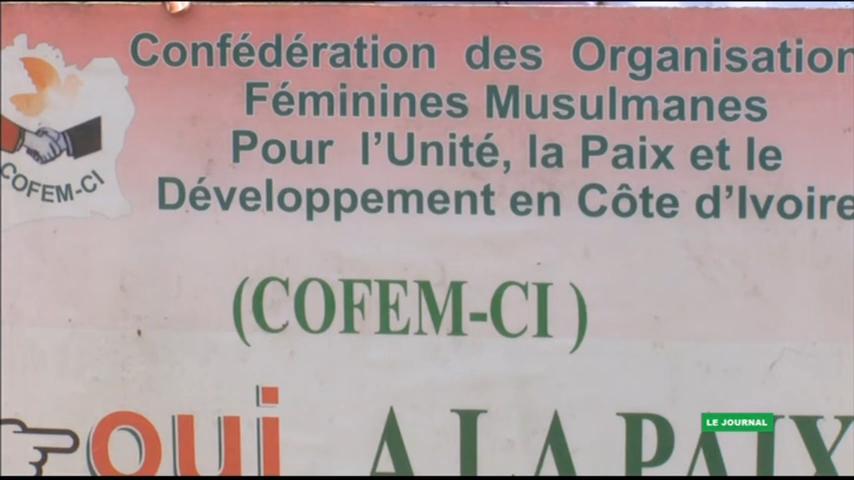 Confédération des Organisation
Féminines Musulmanes
Pour l'Unité, la Paix et le
Développement en Côte d'Ivoire
COFEM-CI
(COFEM-CI)
OUI A LA PAIX
LE JOURNAL